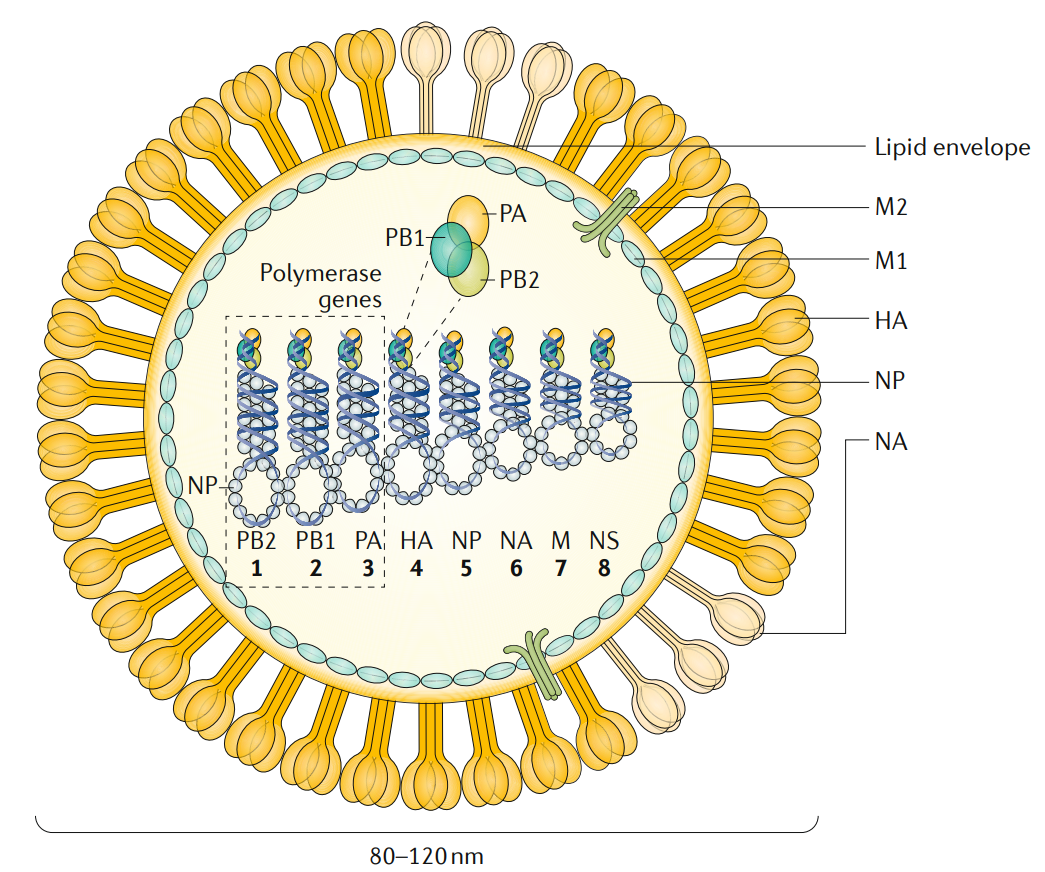 Lipid envelope
M2
M1
HA
NP
NA
PA
PB1
PB2
Polymerase
genes
NP
PB2 PB1 PA HA NP NA M NS
1 2 3 4 5 6 7 8
80–120 nm